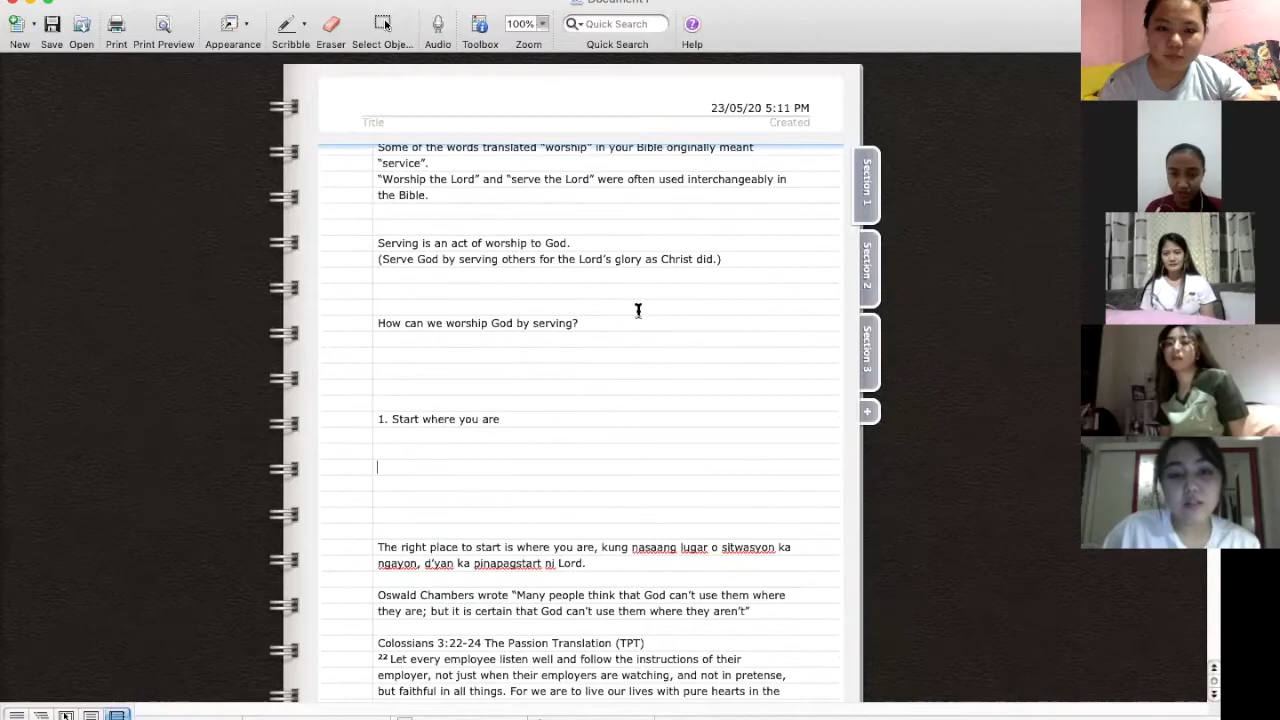 New Save Open Print Print Preview Appearance Scribble Eraser Select Obje... Audio Toolbox 100% Zoom Quick Search Quick Search Help
23/05/20 5:11 PM
Title Created
Some of the words translated “worship” in your Bible originally meant
“service”.
“Worship the Lord” and “serve the Lord” were often used interchangeably in
the Bible.
Serving is an act of worship to God.
(Serve God by serving others for the Lord’s glory as Christ did.)
How can we worship God by serving?
1. Start where you are
The right place to start is where you are, kung nasaang lugar o sitwasyon ka
ngayon, d’yan ka pinapagstart ni Lord.
Oswald Chambers wrote “Many people think that God can’t use them where
they are; but it is certain that God can’t use them where they aren’t”
Colossians 3:22-24 The Passion Translation (TPT)
22 Let every employee listen well and follow the instructions of their
employer, not just when their employers are watching, and not in pretense,
but faithful in all things. For we are to live our lives with pure hearts in the
Section 1
Section 2
Section 3
+